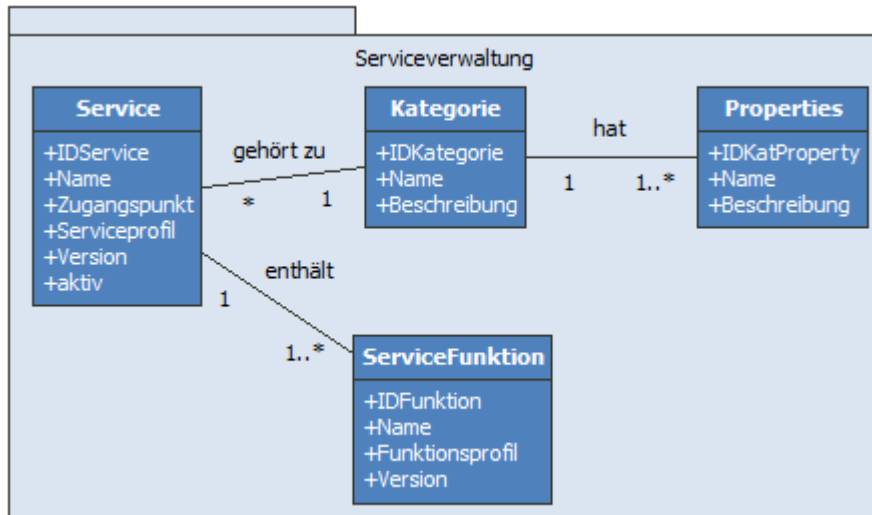 Serviceverwaltung
Service
+IDService
+Name
+Zugangspunkt
+Serviceprofil
+Version
+aktiv
gehört zu
*
1
Kategorie
+IDKategorie
+Name
+Beschreibung
hat
1
1..*
Properties
+IDKatProperty
+Name
+Beschreibung
enthält
1
1..*
ServiceFunktion
+IDFunktion
+Name
+Funktionsprofil
+Version